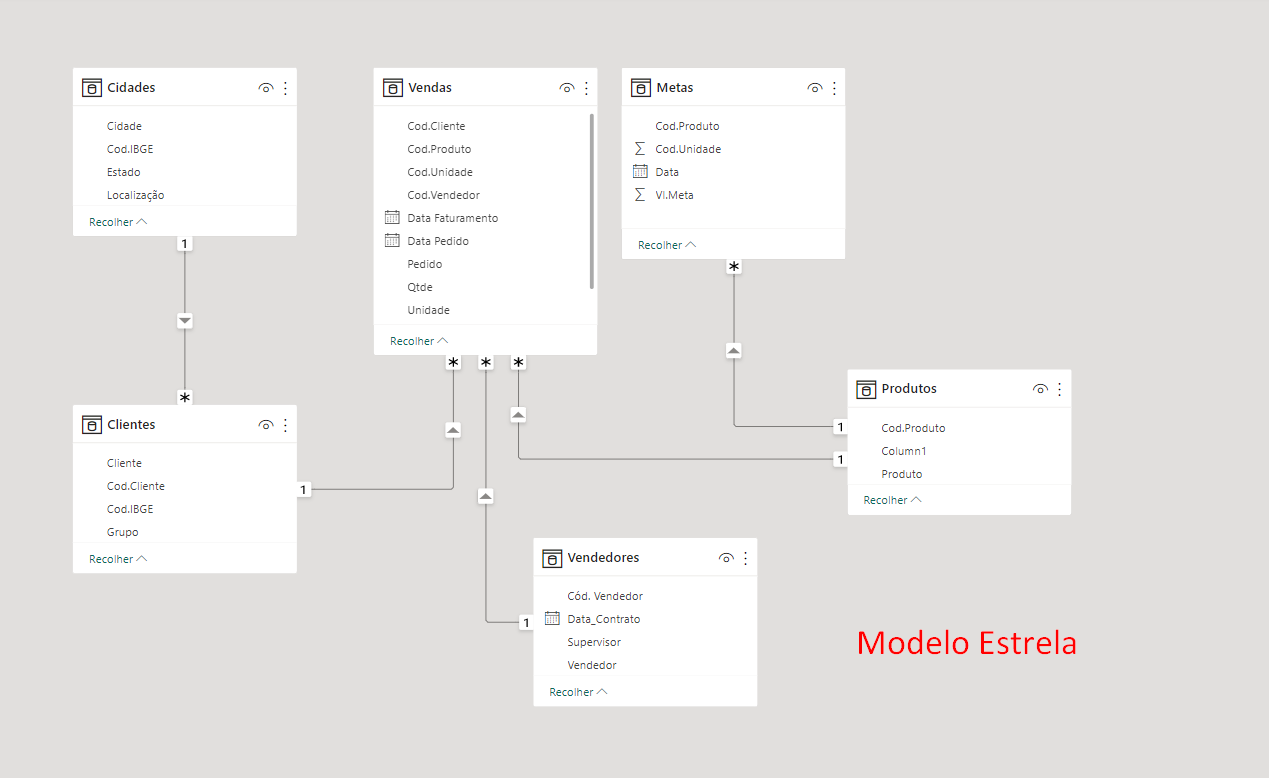 Cidades
Cidade
Cod.IBGE
Estado
Localização
Recolher
1
*
Vendas
Cod.Cliente
Cod.Produto
Cod.Unidade
Cod.Vendedor
Data Faturamento
Data Pedido
Pedido
Qtde
Unidade
Recolher
* * *
Metas
Cod.Produto
Cod.Unidade
Data
Vl.Meta
Recolher
*
Clientes
Cliente
Cod.Cliente
Cod.IBGE
Grupo
Recolher
1
Produtos
Cod.Produto
Column1
Produto
Recolher
1
1
Vendedores
Cód. Vendedor
Data_Contrato
Supervisor
Vendedor
Recolher
1
Modelo Estrela